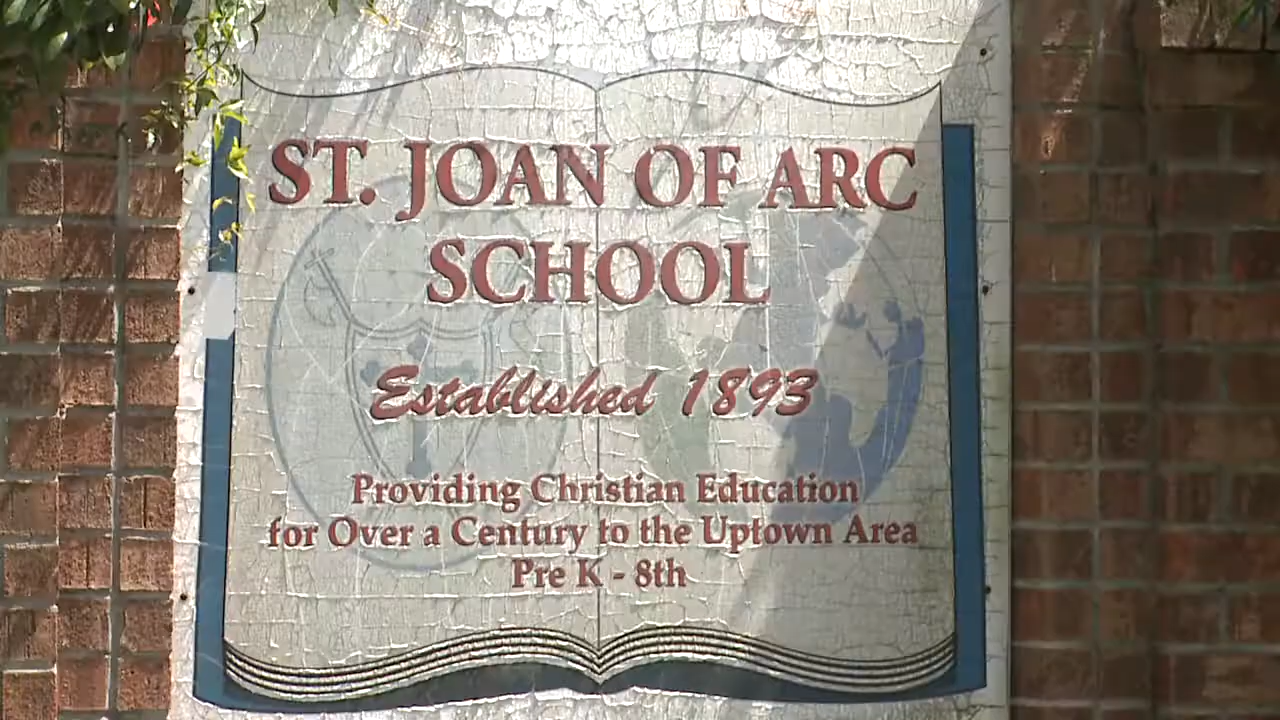 ST. JOAN OF ARC
SCHOOL
Established 1893
Providing Christian Education
for Over a Century to the Uptown Area
Pre K - 8th